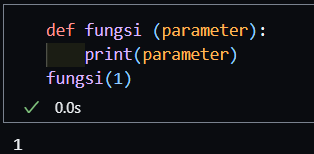 def fungsi (parameter):
    print(parameter)
fungsi(1)
0.0s
1